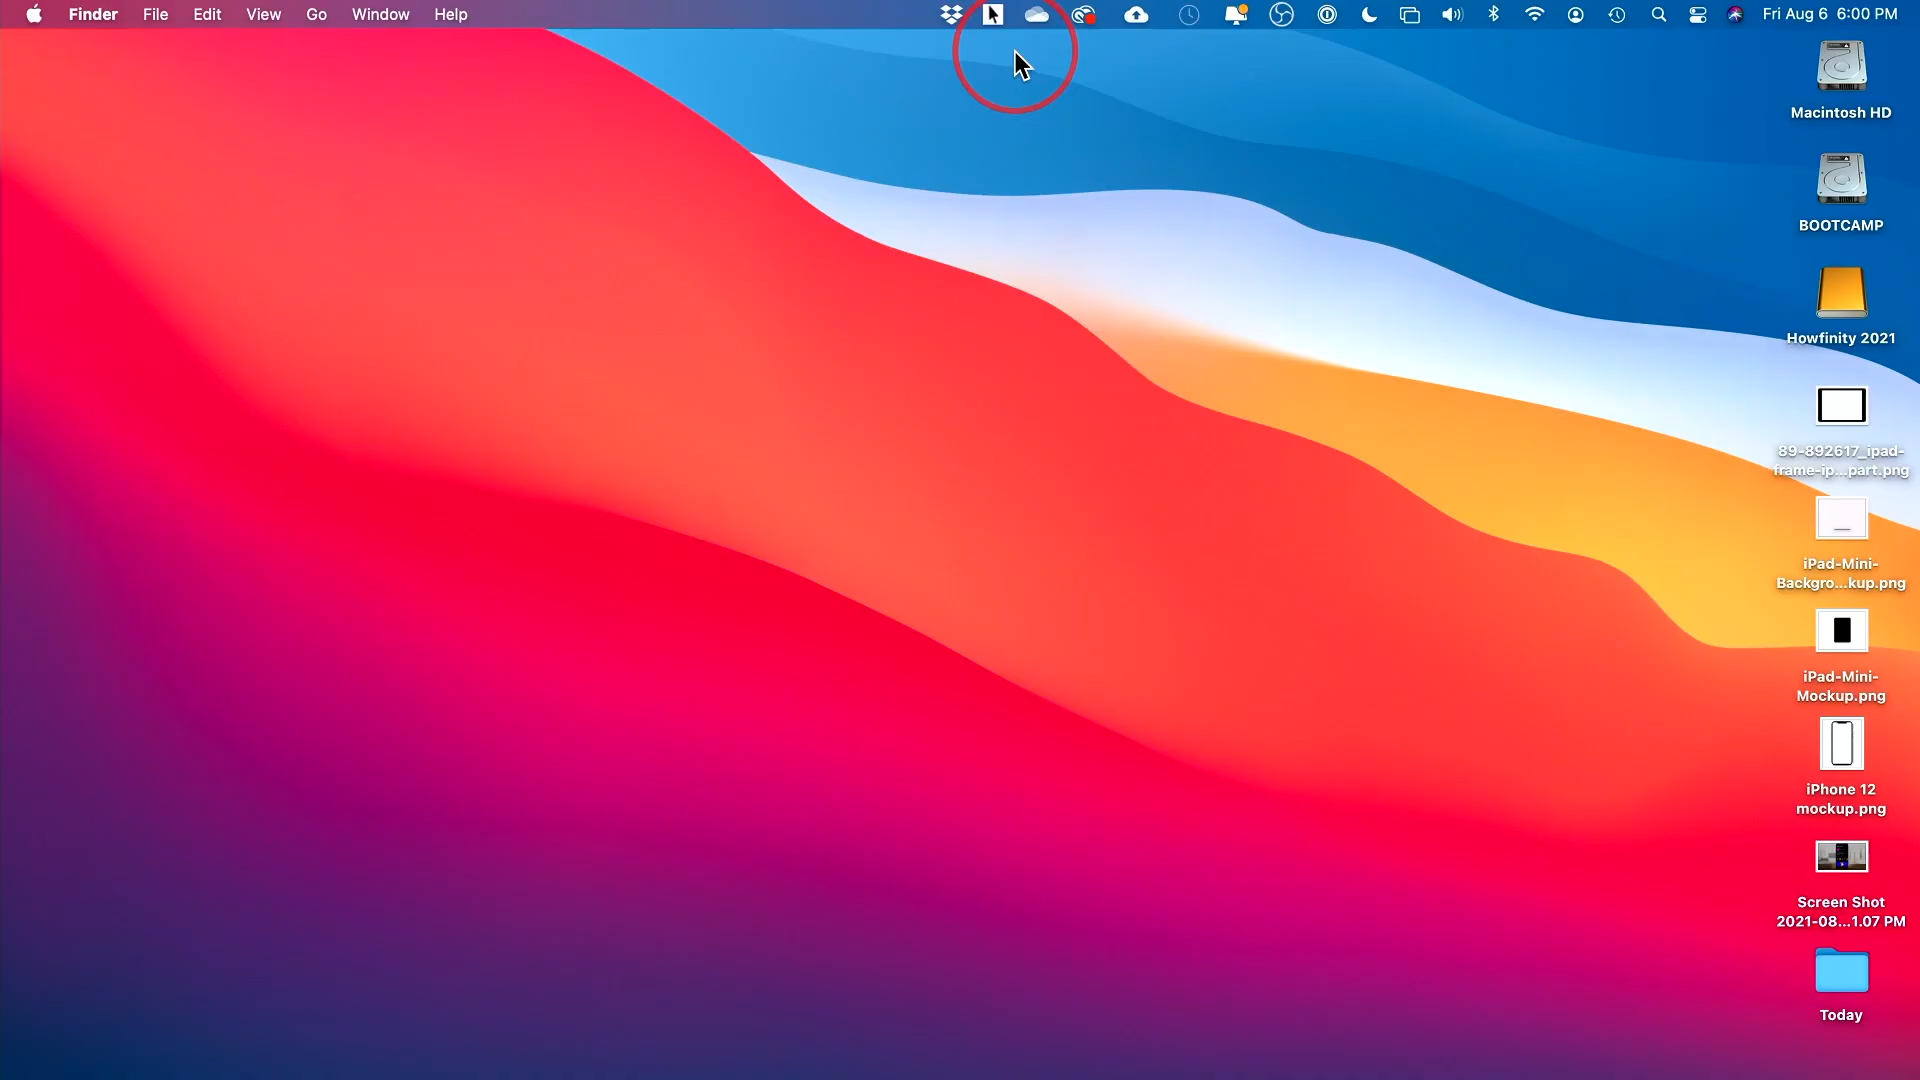 Finder File Edit View Go Window Help Fri Aug 6 6:00 PM
Macintosh HD
BOOTCAMP
Howfinity 2021
89-892617_ipad-
frame-ip...part.png
iPad-Mini-
Backgro...kup.png
iPad-Mini-
Mockup.png
iPhone 12
mockup.png
Screen Shot
2021-08...1.07 PM
Today